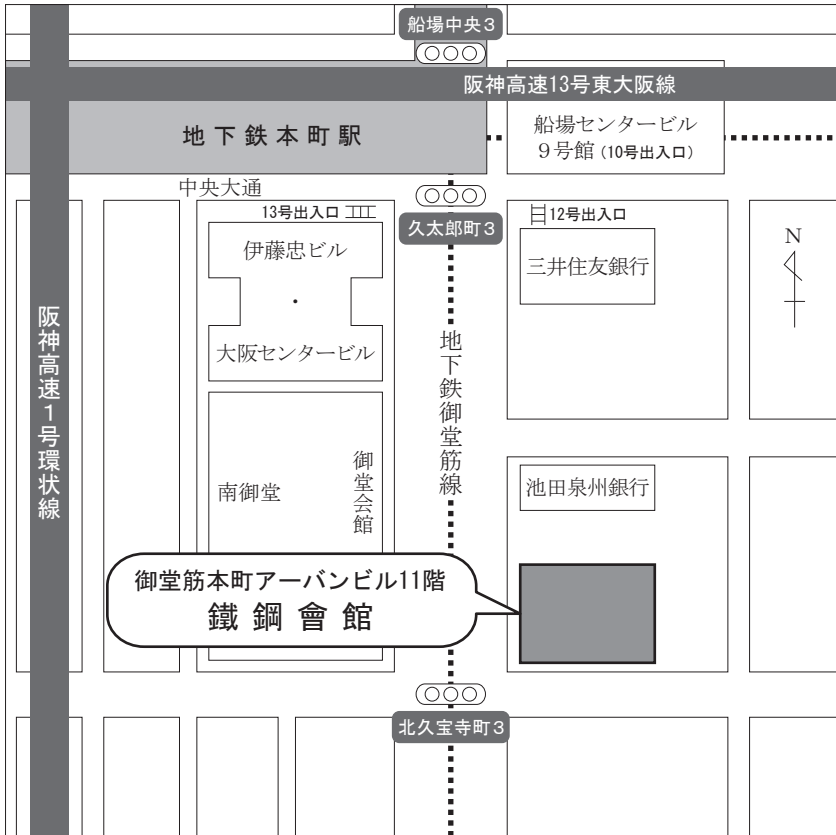 船場中央3
阪神高速13号東大阪線
地下鉄本町駅
船場センタービル
9号館(10号出入口)
中央大通
13号出入口
久太郎町3
12号出入口
伊藤忠ビル
・
大阪センタービル
三井住友銀行
N
阪神高速1号環状線
地下鉄御堂筋線
南御堂
御堂会館
池田泉州銀行
御堂筋本町アーバンビル11階
鐵鋼會館
北久宝寺町3